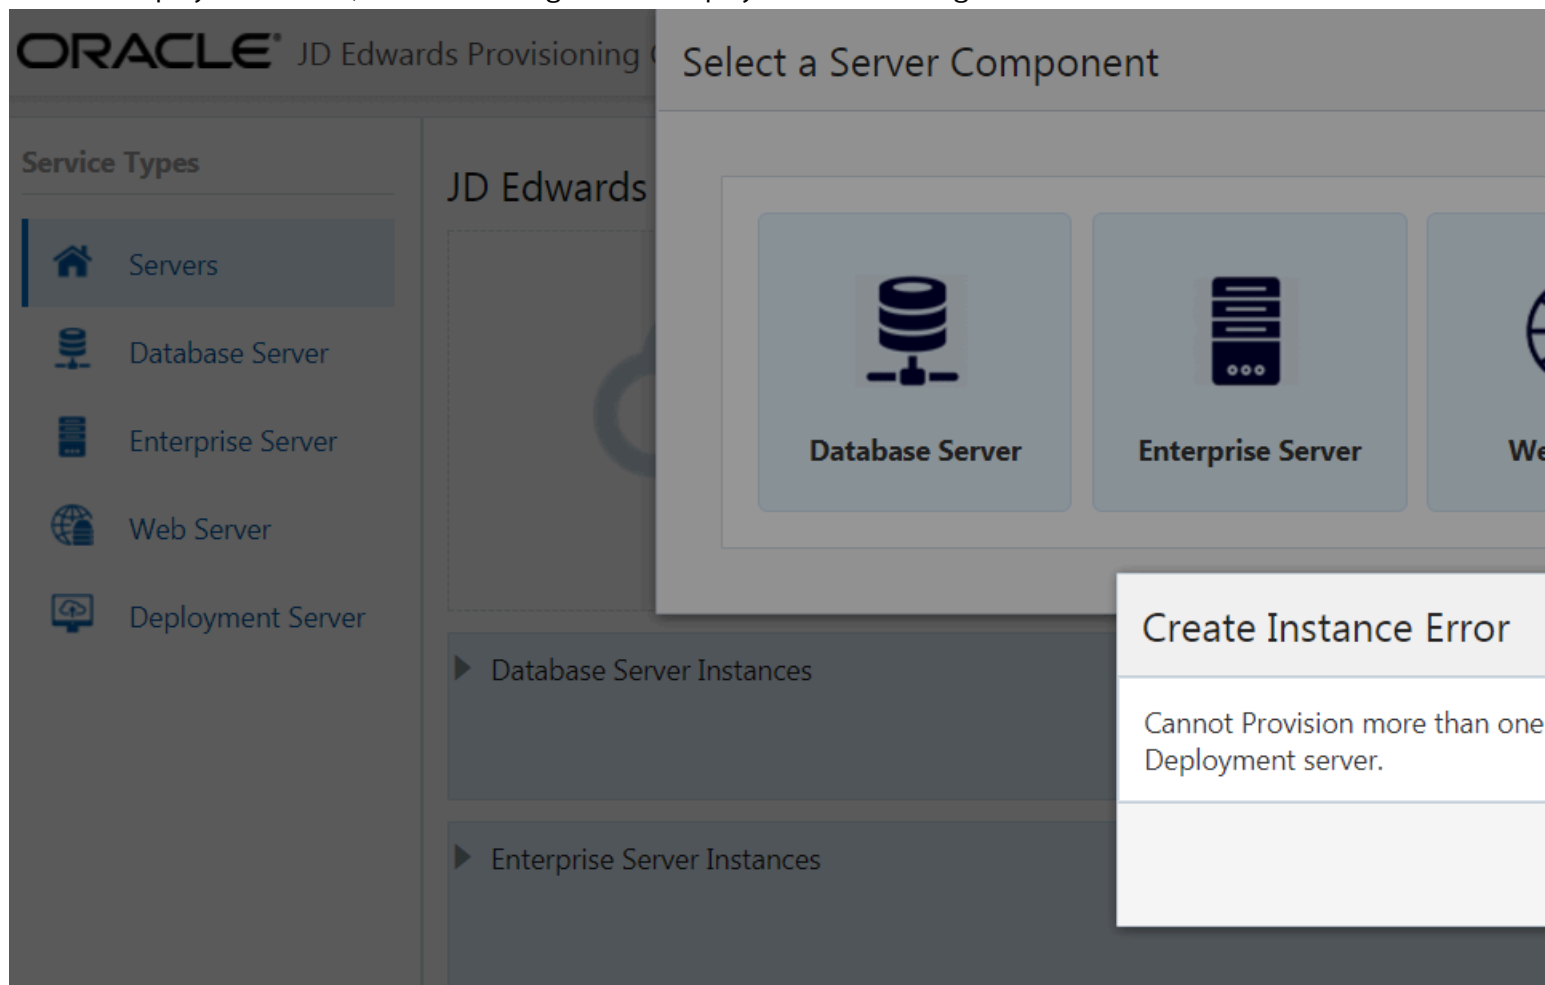 ORACLE JD Edwards Provisioning
Select a Server Component
Service Types
JD Edwards
Servers
Database Server
Enterprise Server
Web Server
Deployment Server
Database Server
Enterprise Server
Database Server Instances
Enterprise Server Instances
Create Instance Error
Cannot Provision more than one
Deployment server.